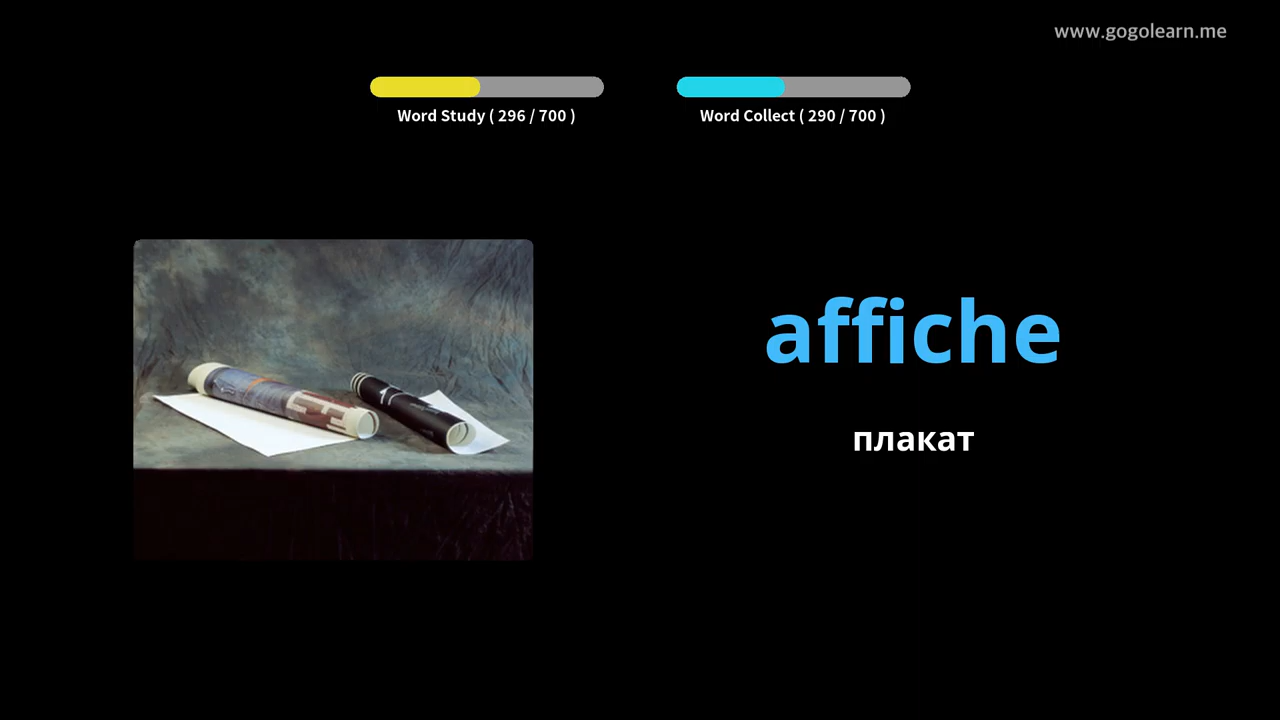 www.gogolearn.me
Word Study ( 296 / 700 )
Word Collect ( 290 / 700 )
affiche
плакат